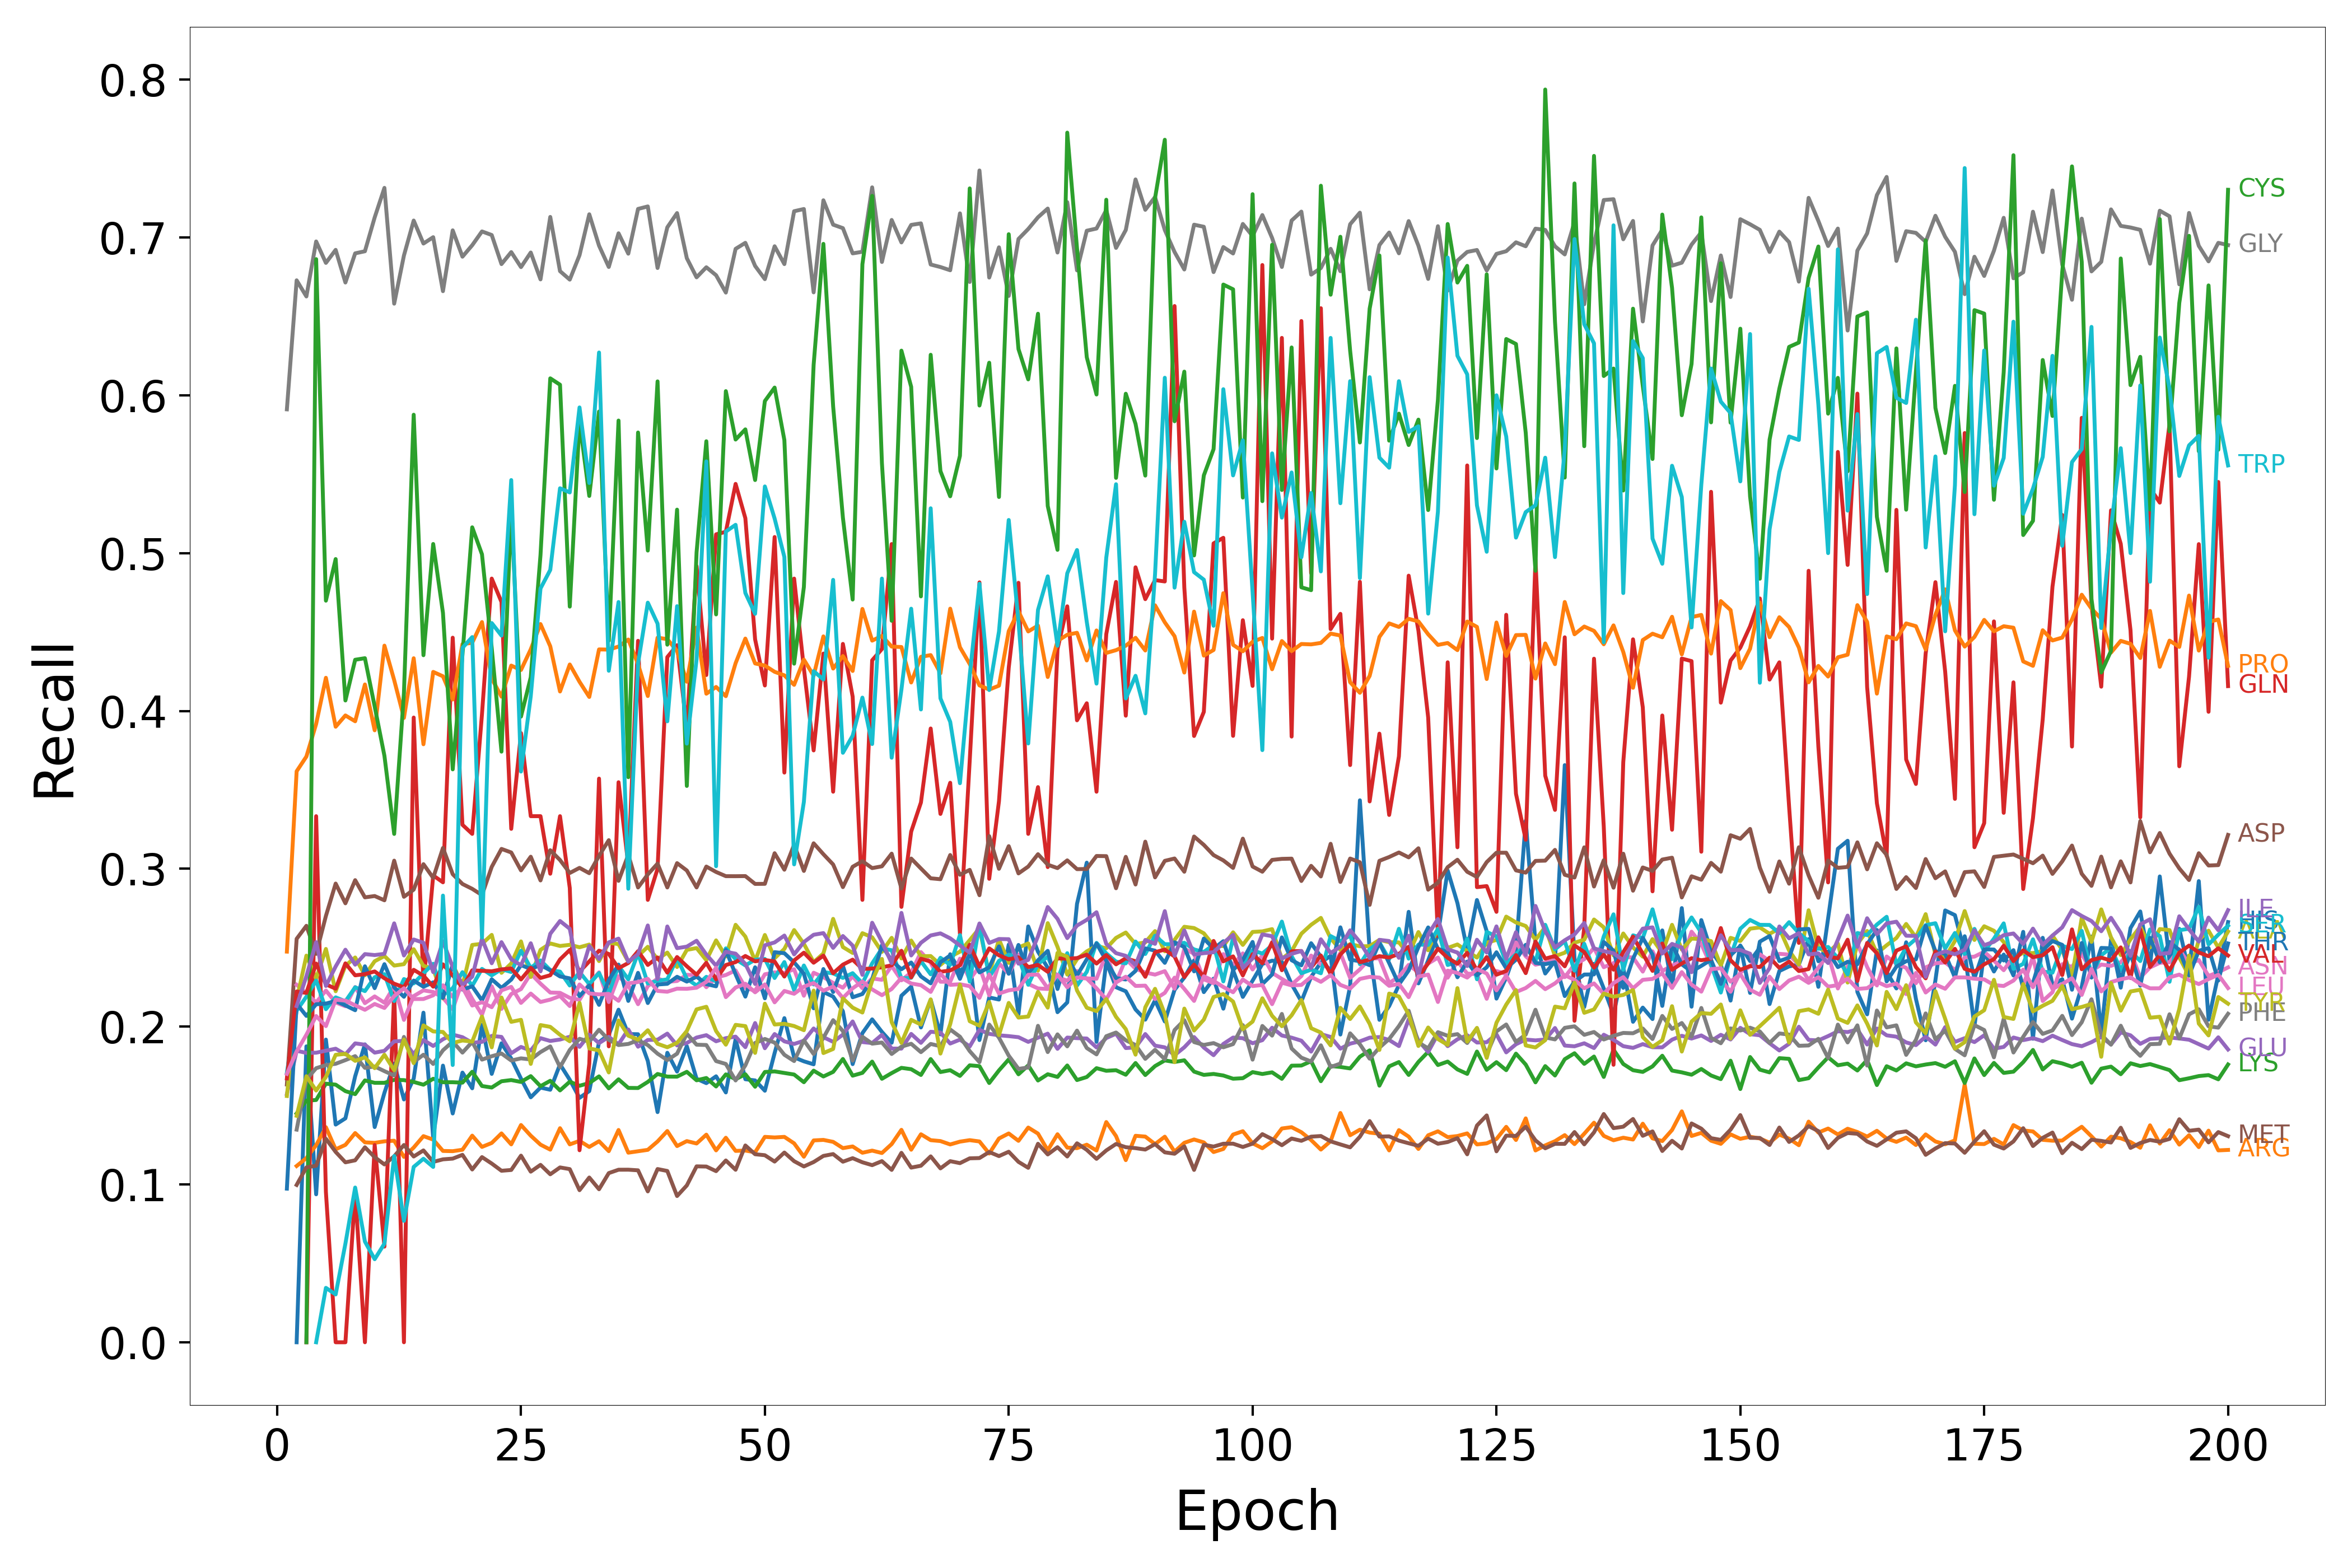 0.8
0.7
0.6
0.5
0.4
0.3
0.2
0.1
0.0
Recall
0
25
50
75
100
125
150
175
200
Epoch
CYS
GLY
TRP
PRO
GLN
ASP
ILE
SER
THR
VAL
ASN
LEU
TYR
PHE
GLU
LYS
MET
ARG